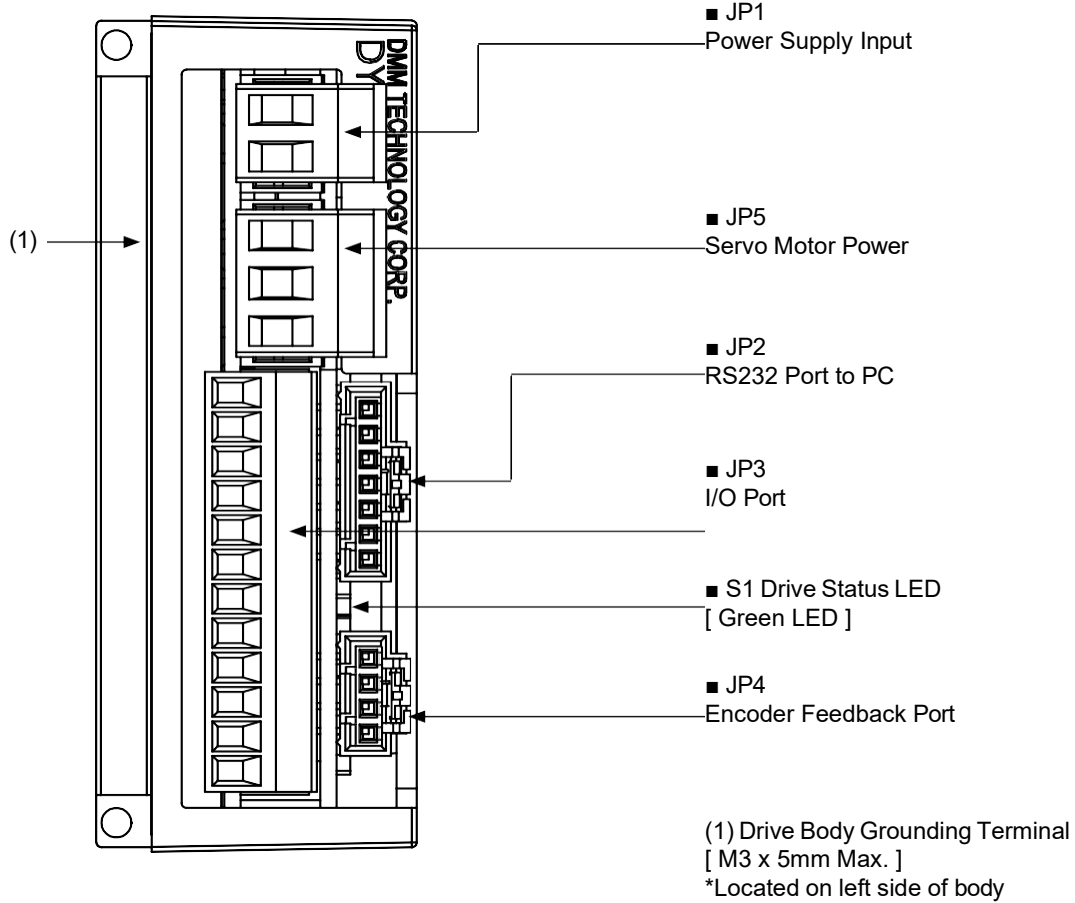 ■ JP1
Power Supply Input
DMM TECHNOLOGY CORP.
DY
■ JP5
Servo Motor Power
(1)
■ JP2
RS232 Port to PC
■ JP3
I/O Port
■ S1 Drive Status LED
[ Green LED ]
■ JP4
Encoder Feedback Port
(1) Drive Body Grounding Terminal
[ M3 x 5mm Max. ]
*Located on left side of body